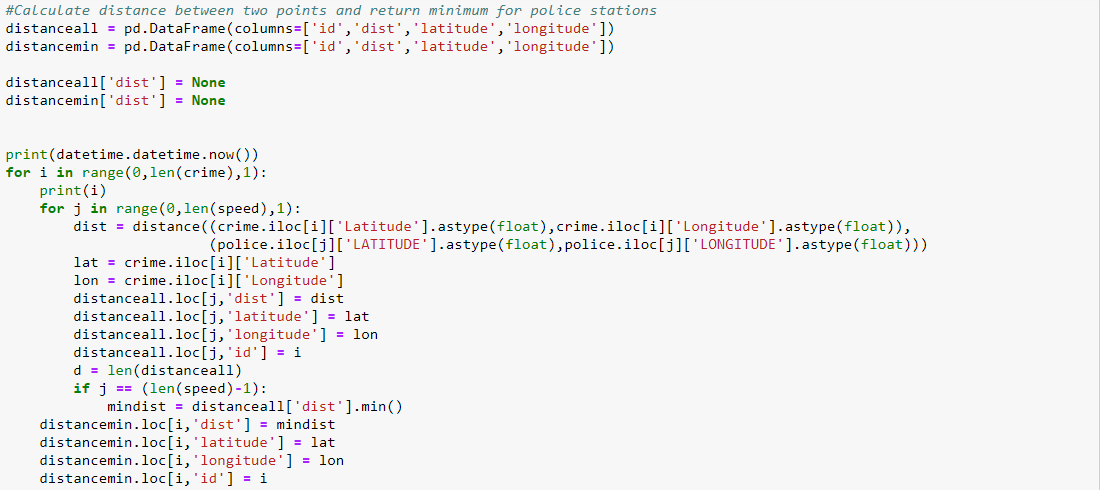 #Calculate distance between two points and return minimum for police stations
distanceall = pd.DataFrame(columns=['id','dist','latitude','longitude'])
distancemin = pd.DataFrame(columns=['id','dist','latitude','longitude'])
distanceall['dist'] = None
distancemin['dist'] = None
print(datetime.datetime.now())
for i in range(0,len(crime),1):
    print(i)
    for j in range(0,len(speed),1):
        dist = distance((crime.iloc[i]['Latitude'].astype(float),crime.iloc[i]['Longitude'].astype(float)),
                        (police.iloc[j]['LATITUDE'].astype(float),police.iloc[j]['LONGITUDE'].astype(float)))
        lat = crime.iloc[i]['Latitude']
        lon = crime.iloc[i]['Longitude']
        distanceall.loc[j,'dist'] = dist
        distanceall.loc[j,'latitude'] = lat
        distanceall.loc[j,'longitude'] = lon
        distanceall.loc[j,'id'] = i
        d = len(distanceall)
        if j == (len(speed)-1):
            mindist = distanceall['dist'].min()
    distancemin.loc[i,'dist'] = mindist
    distancemin.loc[i,'latitude'] = lat
    distancemin.loc[i,'longitude'] = lon
    distancemin.loc[i,'id'] = i